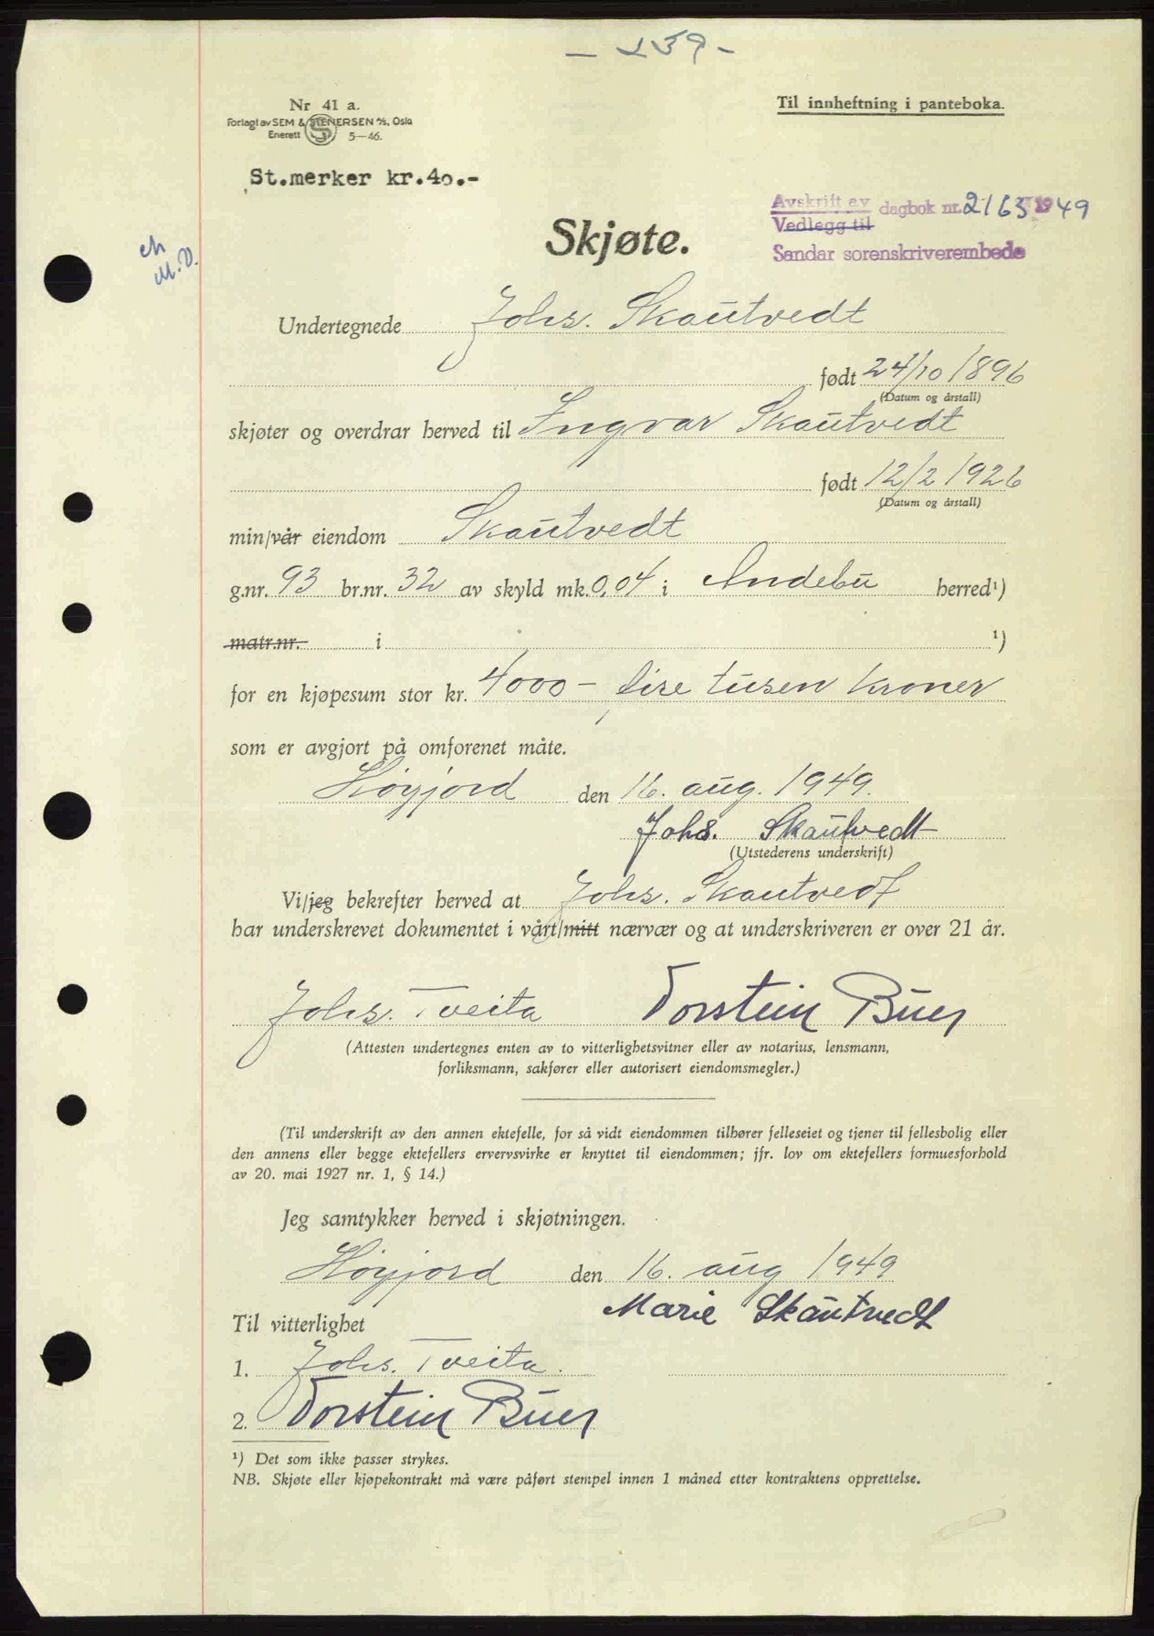 - 139 -
Nr 41 a.
Forlagt av SEM & STENERSEN A/S, Oslo
Enerett 5—46.
Til innheftning i panteboka.
St.merker kr.40.-
Avskrift av
Vedlegg til
dagbok nr. 2163 1949
Sandar sorenskriverembede
Skjøte.
Undertegnede Johs. Skautvedt
født 24/10 1896
(Datum og årstall)
skjøter og overdrar herved til Ingvar Skautvedt
født 12/2 1926
(Datum og årstall)
min/vår eiendom Skautvedt
g.nr. 93 br.nr. 32 av skyld mk. 0,04 i Andebu herred¹)
matr.nr. i ¹)
for en kjøpesum stor kr. 4000 - fire tusen kroner
som er avgjort på omforenet måte.
Høyjord den 16. aug. 1949.
Johs. Skautvedt
(Utstederens underskrift)
Vi/jeg bekrefter herved at Johs. Skautvedt
har underskrevet dokumentet i vårt/mitt nærvær og at underskriveren er over 21 år.
Johs. Tveita Torstein Buer
(Attesten undertegnes enten av to vitterlighetsvitner eller av notarius, lensmann,
forliksmann, sakfører eller autorisert eiendomsmegler.)
(Til underskrift av den annen ektefelle, for så vidt eiendommen tilhører felleseiet og tjener til fellesbolig eller
den annens eller begge ektefellers ervervsvirke er knyttet til eiendommen; jfr. lov om ektefellers formuesforhold
av 20. mai 1927 nr. 1, § 14.)
Jeg samtykker herved i skjøtningen.
Høyjord den 16. aug 1949
Marie Skautvedt
Til vitterlighet
1. Johs. Tveita.
2. Torstein Buer
¹) Det som ikke passer strykes.
NB. Skjøte eller kjøpekontrakt må være påført stempel innen 1 måned etter kontraktens opprettelse.